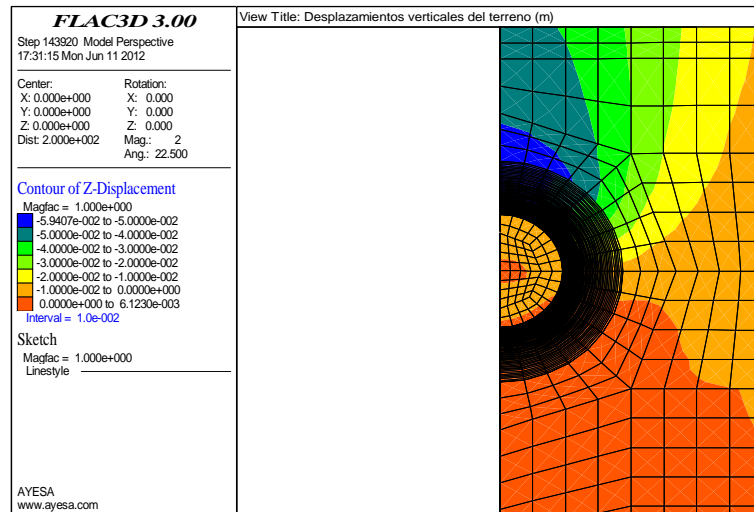 FLAC3D 3.00
Step 143920 Model Perspective
17:31:15 Mon Jun 11 2012
Center:
X: 0.000e+000
Y: 0.000e+000
Z: 0.000e+000
Dist: 2.000e+002
Rotation:
X: 0.000
Y: 0.000
Z: 0.000
Mag.: 2
Ang.: 22.500
Contour of Z-Displacement
Magfac = 1.000e+000
-5.9407e-002 to -5.0000e-002
-5.0000e-002 to -4.0000e-002
-4.0000e-002 to -3.0000e-002
-3.0000e-002 to -2.0000e-002
-2.0000e-002 to -1.0000e-002
-1.0000e-002 to 0.0000e+000
0.0000e+000 to 6.1230e-003
Interval = 1.0e-002
Sketch
Magfac = 1.000e+000
Linestyle
AYESA
www.ayesa.com
View Title: Desplazamientos verticales del terreno (m)